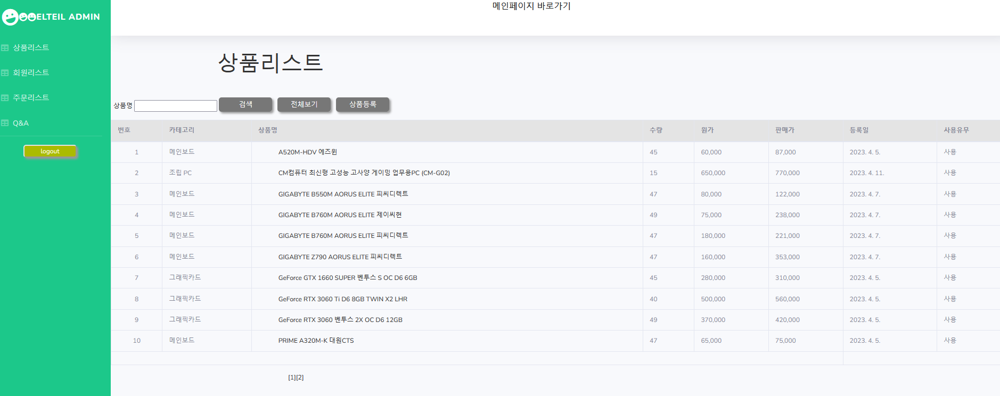 메인페이지 바로가기
ELTEIL ADMIN
상품리스트
회원리스트
주문리스트
Q&A
logout
상품리스트
상품명 검색 전체보기 상품등록
번호 카테고리 상품명 수량 원가 판매가 등록일 사용유무
1 메인보드 A520M-HDV 에즈윈 45 60,000 87,000 2023. 4. 5. 사용
2 조립 PC CM컴퓨터 최신형 고성능 고사양 게이밍 업무용PC (CM-G02) 15 650,000 770,000 2023. 4. 11. 사용
3 메인보드 GIGABYTE B550M AORUS ELITE 피씨디렉트 47 80,000 122,000 2023. 4. 7. 사용
4 메인보드 GIGABYTE B760M AORUS ELITE 제이씨현 49 75,000 238,000 2023. 4. 7. 사용
5 메인보드 GIGABYTE B760M AORUS ELITE 피씨디렉트 47 180,000 221,000 2023. 4. 7. 사용
6 메인보드 GIGABYTE Z790 AORUS ELITE 피씨디렉트 47 160,000 353,000 2023. 4. 7. 사용
7 그래픽카드 GeForce GTX 1660 SUPER 벤투스 S OC D6 6GB 45 280,000 310,000 2023. 4. 5. 사용
8 그래픽카드 GeForce RTX 3060 Ti D6 8GB TWIN X2 LHR 40 500,000 560,000 2023. 4. 5. 사용
9 그래픽카드 GeForce RTX 3060 벤투스 2X OC D6 12GB 49 370,000 420,000 2023. 4. 5. 사용
10 메인보드 PRIME A320M-K 대원CTS 47 65,000 75,000 2023. 4. 5. 사용
[1][2]